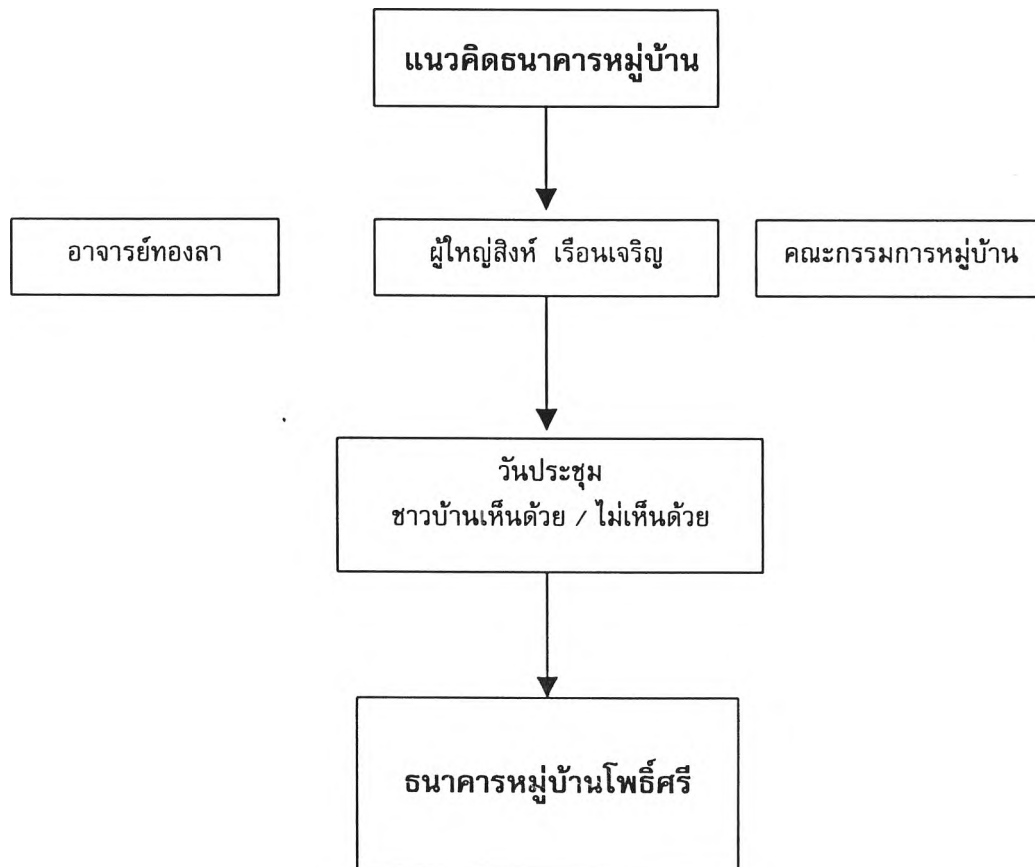 แนวคิดธนาคารหมู่บ้าน
อาจารย์ทองลา
ผู้ใหญ่สิงห์ เรือนเจริญ
คณะกรรมการหมู่บ้าน
วันประชุม
ชาวบ้านเห็นด้วย / ไม่เห็นด้วย
ธนาคารหมู่บ้านโพธิ์ศรี